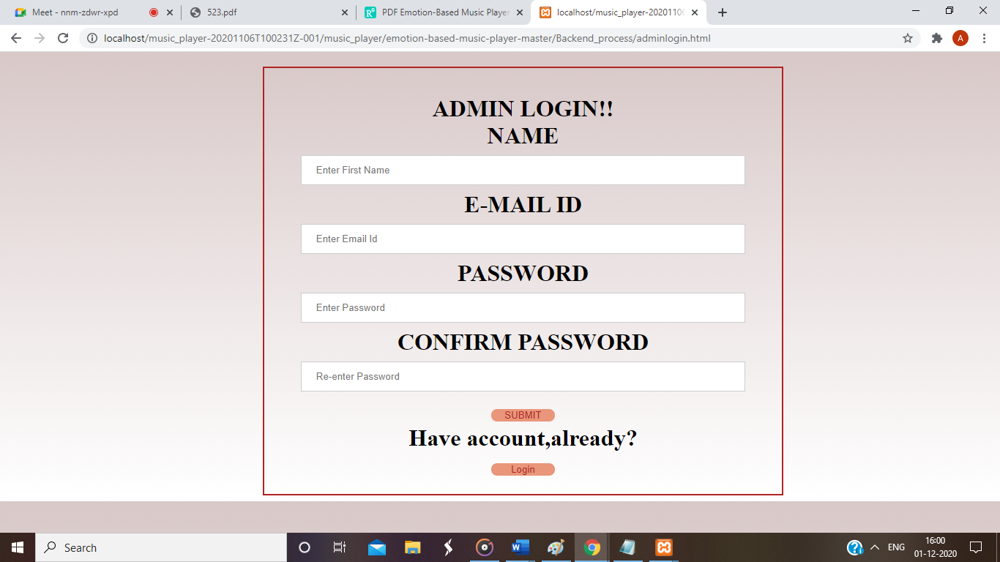 Meet - nnm-zdwr-xpd
523.pdf
PDF Emotion-Based Music Player
localhost/music_player-20201106
localhost/music_player-20201106T100231Z-001/music_player/emotion-based-music-player-master/Backend_process/adminlogin.html
A
ADMIN LOGIN!!
NAME
Enter First Name
E-MAIL ID
Enter Email Id
PASSWORD
Enter Password
CONFIRM PASSWORD
Re-enter Password
SUBMIT
Have account,already?
Login
Search
ENG
16:00
01-12-2020